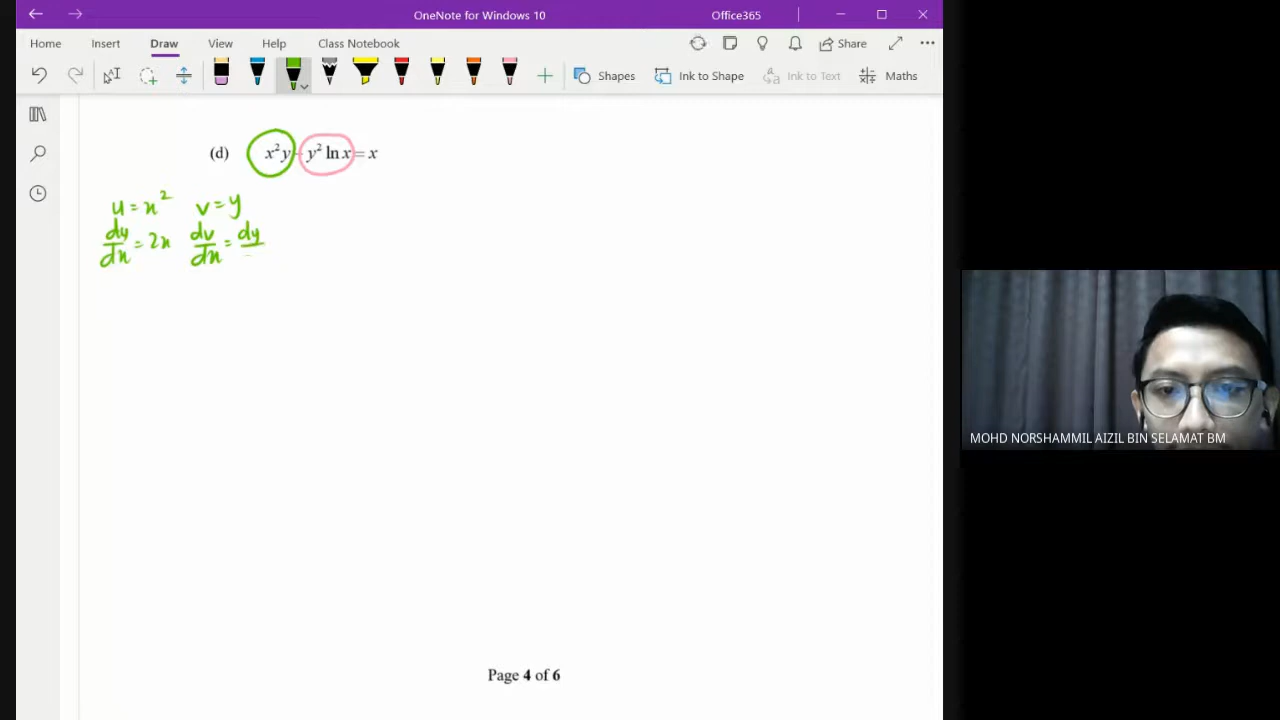 OneNote for Windows 10
Office365
Home Insert Draw View Help Class Notebook
Share
Shapes Ink to Shape Ink to Text Maths
(d) x²y - y² ln x = x
u = x² v = y
du/dx = 2x dv/dx = dy
MOHD NORSHAMMIL AIZIL BIN SELAMAT BM
Page 4 of 6